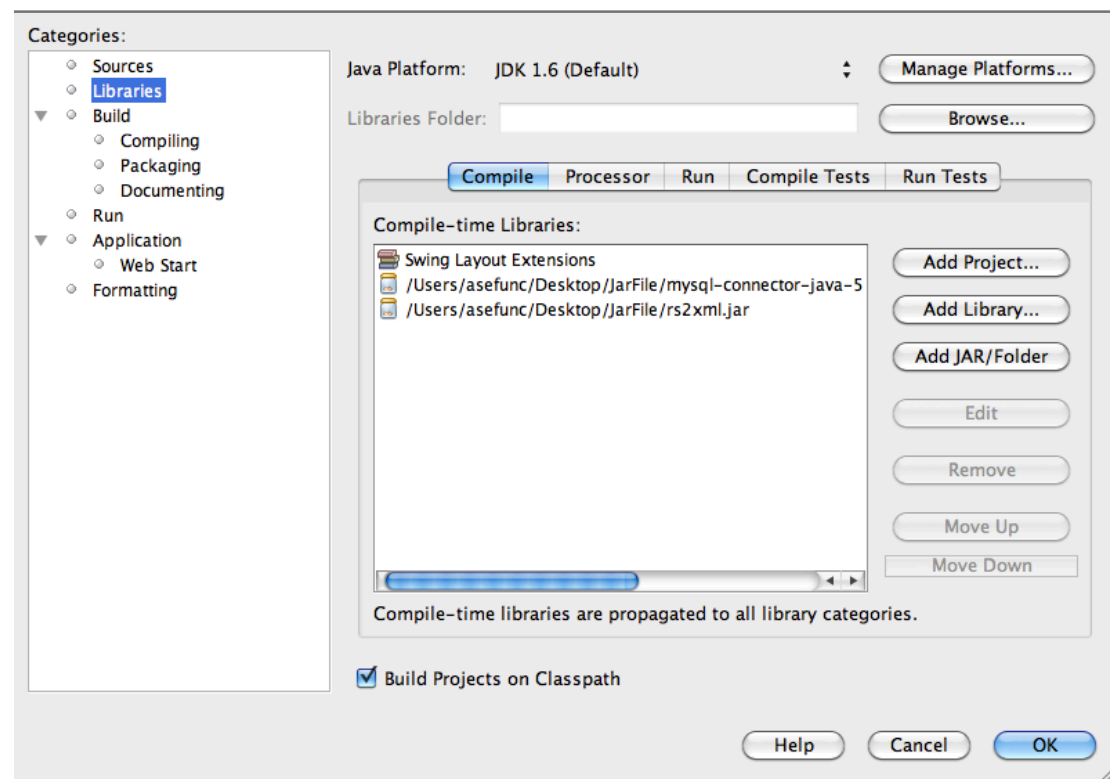 Categories:
Sources
Libraries
Build
Compiling
Packaging
Documenting
Run
Application
Web Start
Formatting
Java Platform: JDK 1.6 (Default) Manage Platforms...
Libraries Folder: Browse...
Compile Processor Run Compile Tests Run Tests
Compile-time Libraries:
Swing Layout Extensions
/Users/asefunc/Desktop/JarFile/mysql-connector-java-5
/Users/asefunc/Desktop/JarFile/rs2xml.jar
Add Project...
Add Library...
Add JAR/Folder
Edit
Remove
Move Up
Move Down
Compile-time libraries are propagated to all library categories.
Build Projects on Classpath
Help Cancel OK